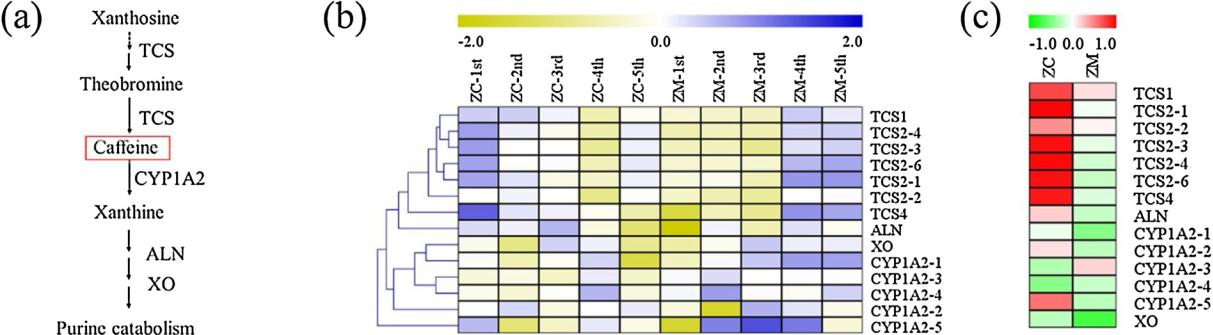 (a)
Xanthosine
TCS
Theobromine
TCS
Caffeine
CYP1A2
Xanthine
ALN
XO
Purine catabolism
(b)
-2.0 0.0 2.0
ZC-1st ZC-2nd ZC-3rd ZC-4th ZC-5th ZM-1st ZM-2nd ZM-3rd ZM-4th ZM-5th
TCS1
TCS2-4
TCS2-3
TCS2-6
TCS2-1
TCS2-2
TCS4
ALN
XO
CYP1A2-1
CYP1A2-3
CYP1A2-4
CYP1A2-2
CYP1A2-5
(c)
-1.0 0.0 1.0
ZC ZM
TCS1
TCS2-1
TCS2-2
TCS2-3
TCS2-4
TCS2-6
TCS4
ALN
CYP1A2-1
CYP1A2-2
CYP1A2-3
CYP1A2-4
CYP1A2-5
XO